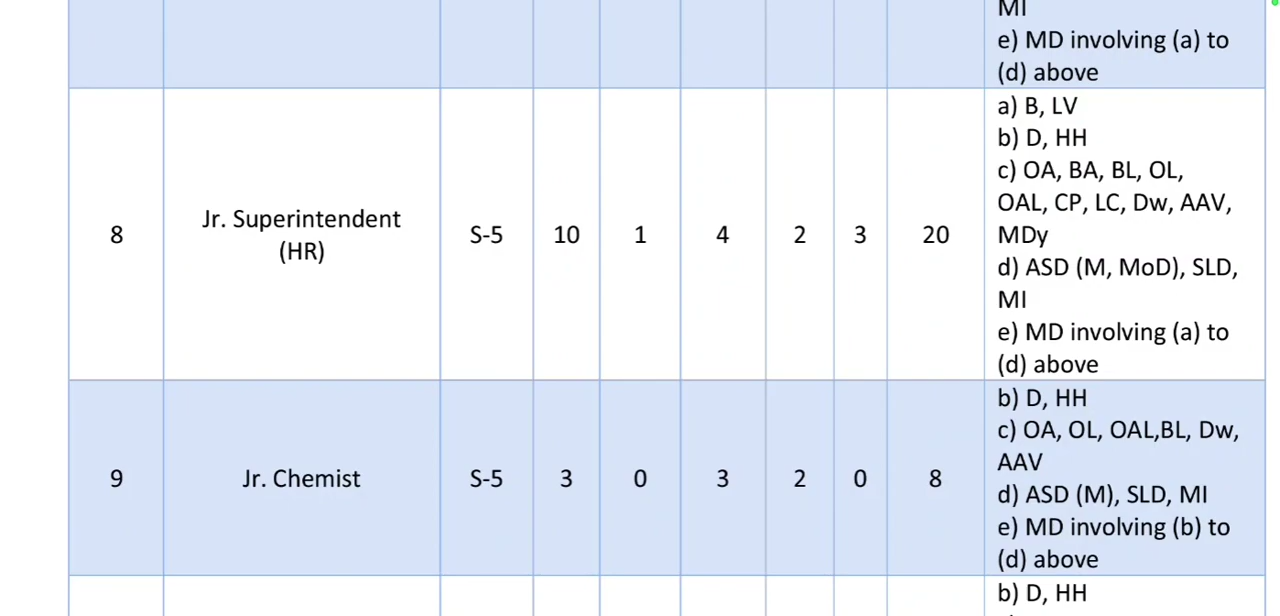 MI
e) MD involving (a) to
(d) above
8
Jr. Superintendent
(HR)
S-5
10
1
4
2
3
20
a) B, LV
b) D, HH
c) OA, BA, BL, OL,
OAL, CP, LC, Dw, AAV,
MDy
d) ASD (M, MoD), SLD,
MI
e) MD involving (a) to
(d) above
9
Jr. Chemist
S-5
3
0
3
2
0
8
b) D, HH
c) OA, OL, OAL,BL, Dw,
AAV
d) ASD (M), SLD, MI
e) MD involving (b) to
(d) above
b) D, HH